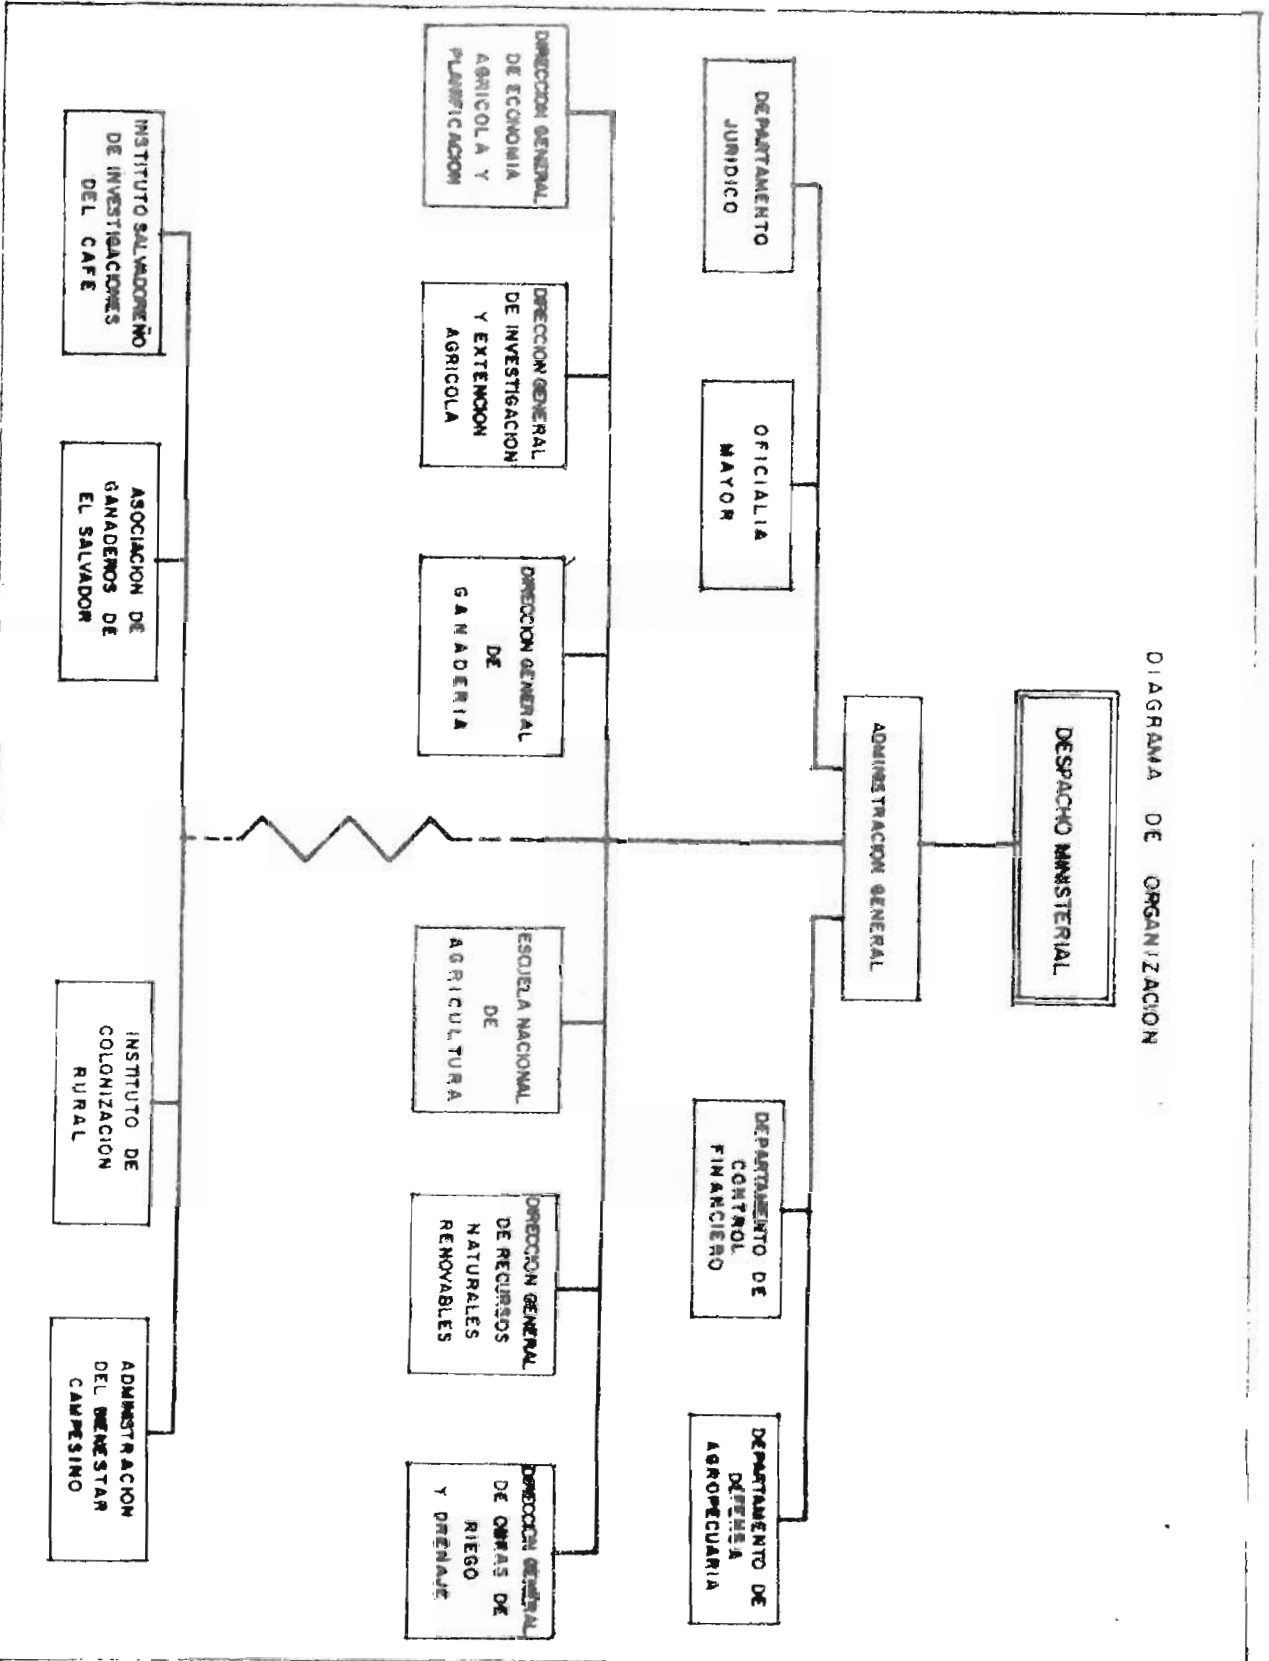 DIAGRAMA DE ORGANIZACION
DESPACHO MINISTERIAL
ADMINISTRACION GENERAL
DEPARTAMENTO
JURIDICO
OFICIALIA
MAYOR
DEPARTAMENTO DE
CONTROL
FINANCIERO
DEPARTAMENTO DE
DEFENSA
AGROPECUARIA
DIRECCION GENERAL
DE ECONOMIA
AGRICOLA Y
PLANIFICACION
DIRECCION GENERAL
DE INVESTIGACION
Y EXTENCION
AGRICOLA
DIRECCION GENERAL
DE
GANADERIA
ESCUELA NACIONAL
DE
AGRICULTURA
DIRECCION GENERAL
DE RECURSOS
NATURALES
RENOVABLES
DIRECCION GENERAL
DE OBRAS DE
RIEGO
Y DRENAJE
INSTITUTO SALVADOREÑO
DE INVESTIGACIONES
DEL CAFE
ASOCIACION DE
GANADEROS DE
EL SALVADOR
INSTITUTO DE
COLONIZACION
RURAL
ADMINISTRACION
DEL BIENESTAR
CAMPESINO